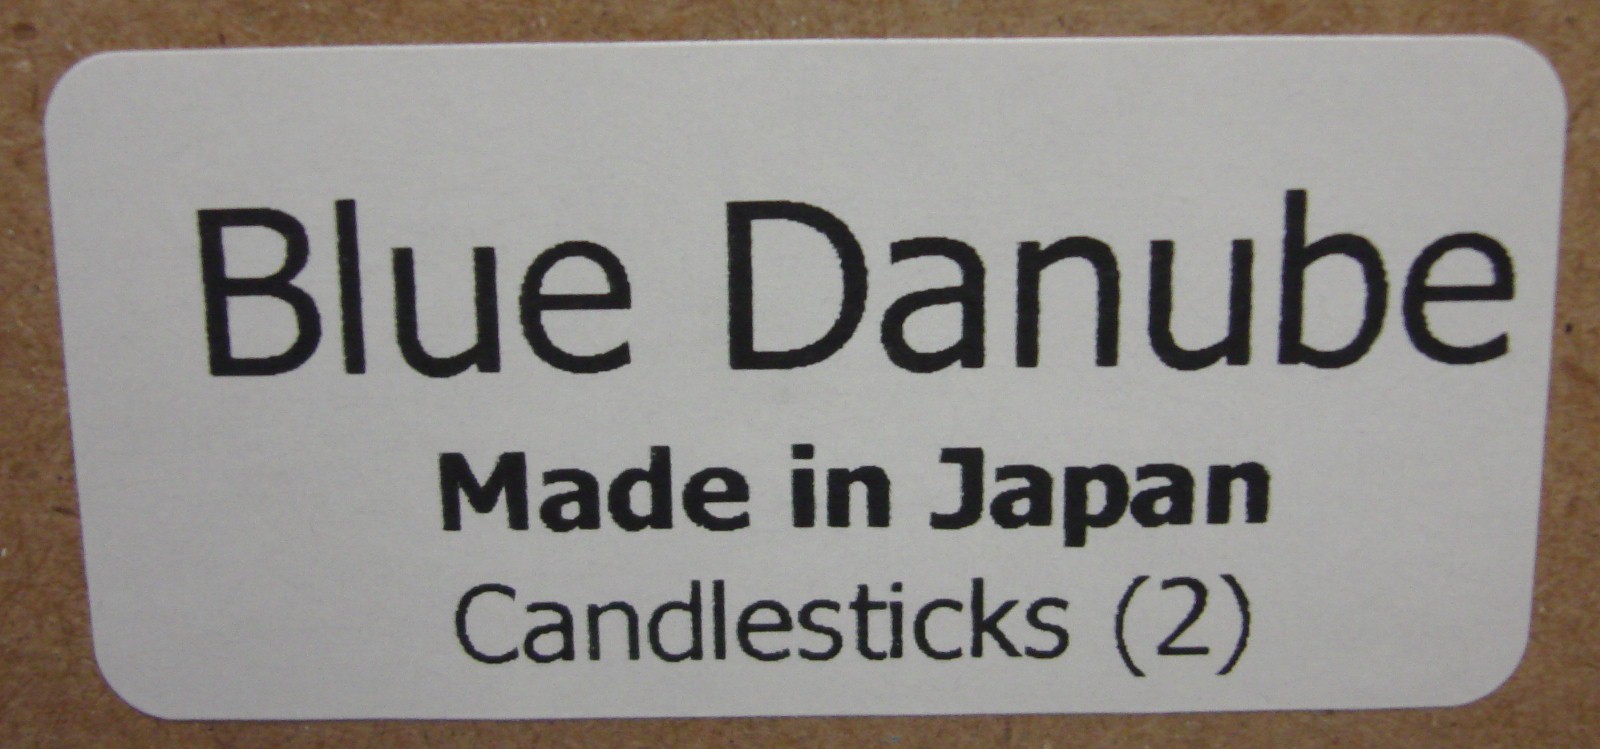 Blue Danube
Made in Japan
Candlesticks (2)